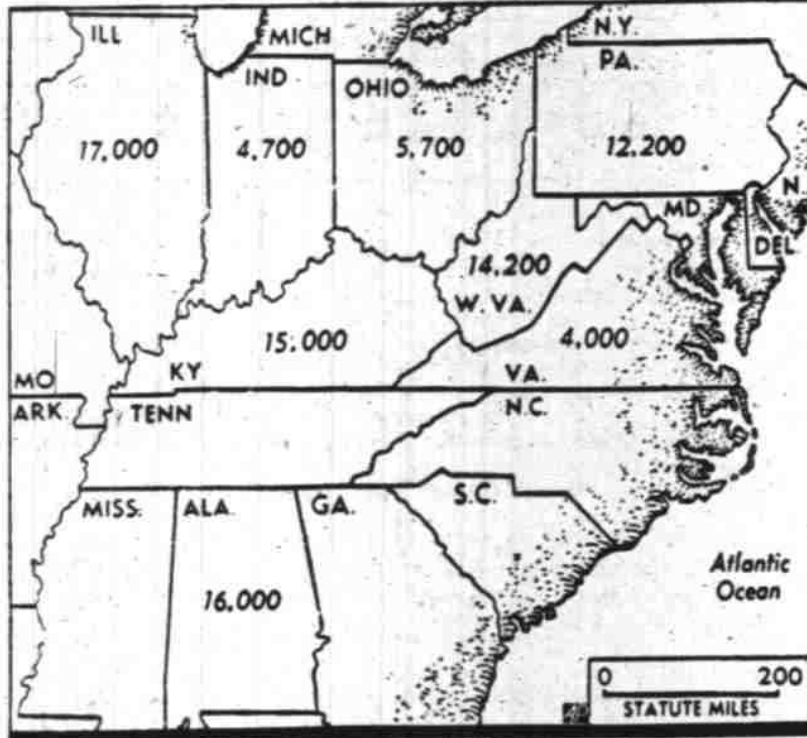 ILL
MICH
N.Y.
IND
OHIO
PA.
17,000
4,700
5,700
12,200
N.
MD.
DEL.
14,200
W. VA.
15,000
4,000
MO
KY
VA.
ARK.
TENN
N.C.
MISS.
ALA.
GA.
S.C.
16,000
Atlantic
Ocean
0 200
STATUTE MILES